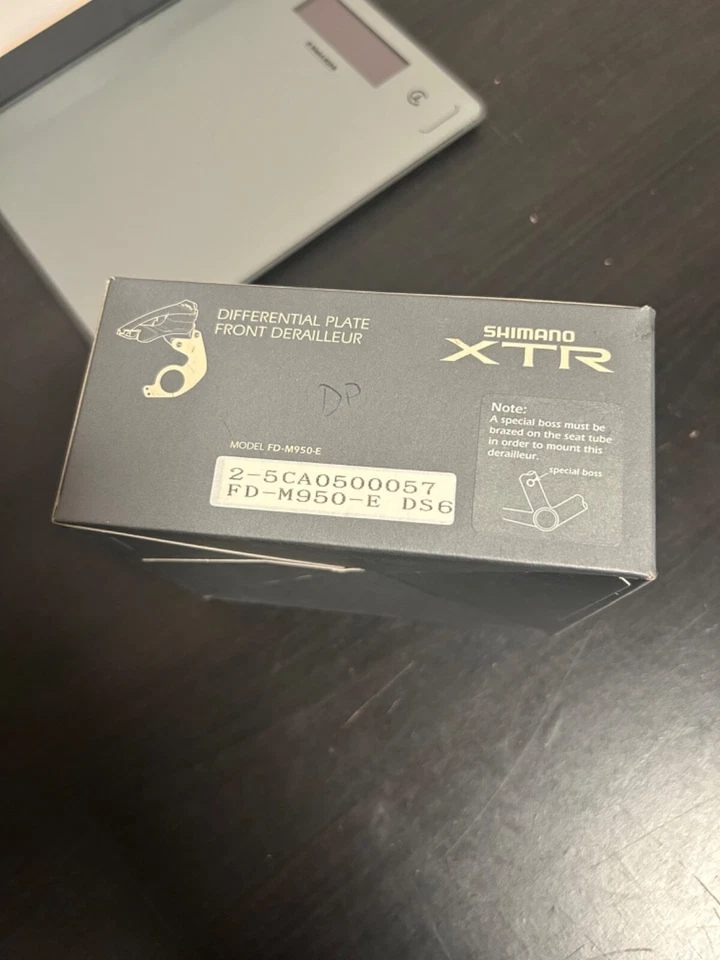 DIFFERENTIAL PLATE
FRONT DERAILLEUR
SHIMANO
XTR
DP
Note:
A special boss must be
brazed on the seat tube
in order to mount this
derailleur.
special boss
MODEL FD-M950-E
2-5CA0500057
FD-M950-E DS6